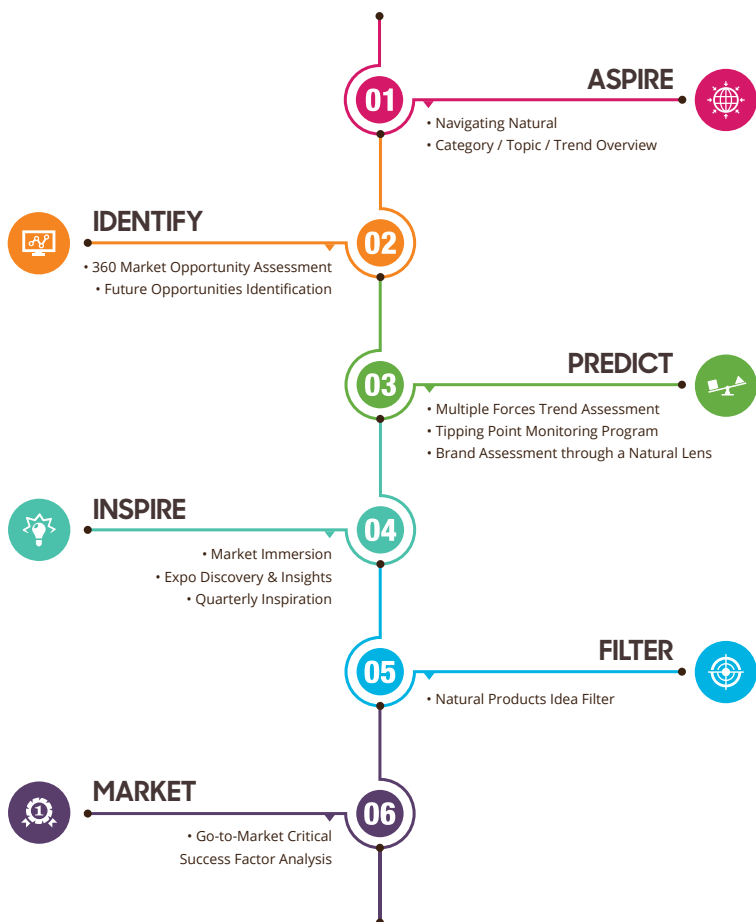 01
ASPIRE
• Navigating Natural
• Category / Topic / Trend Overview
IDENTIFY
02
• 360 Market Opportunity Assessment
• Future Opportunities Identification
03
PREDICT
• Multiple Forces Trend Assessment
• Tipping Point Monitoring Program
• Brand Assessment through a Natural Lens
INSPIRE
04
• Market Immersion
• Expo Discovery & Insights
• Quarterly Inspiration
05
FILTER
• Natural Products Idea Filter
MARKET
1
06
• Go-to-Market Critical
Success Factor Analysis